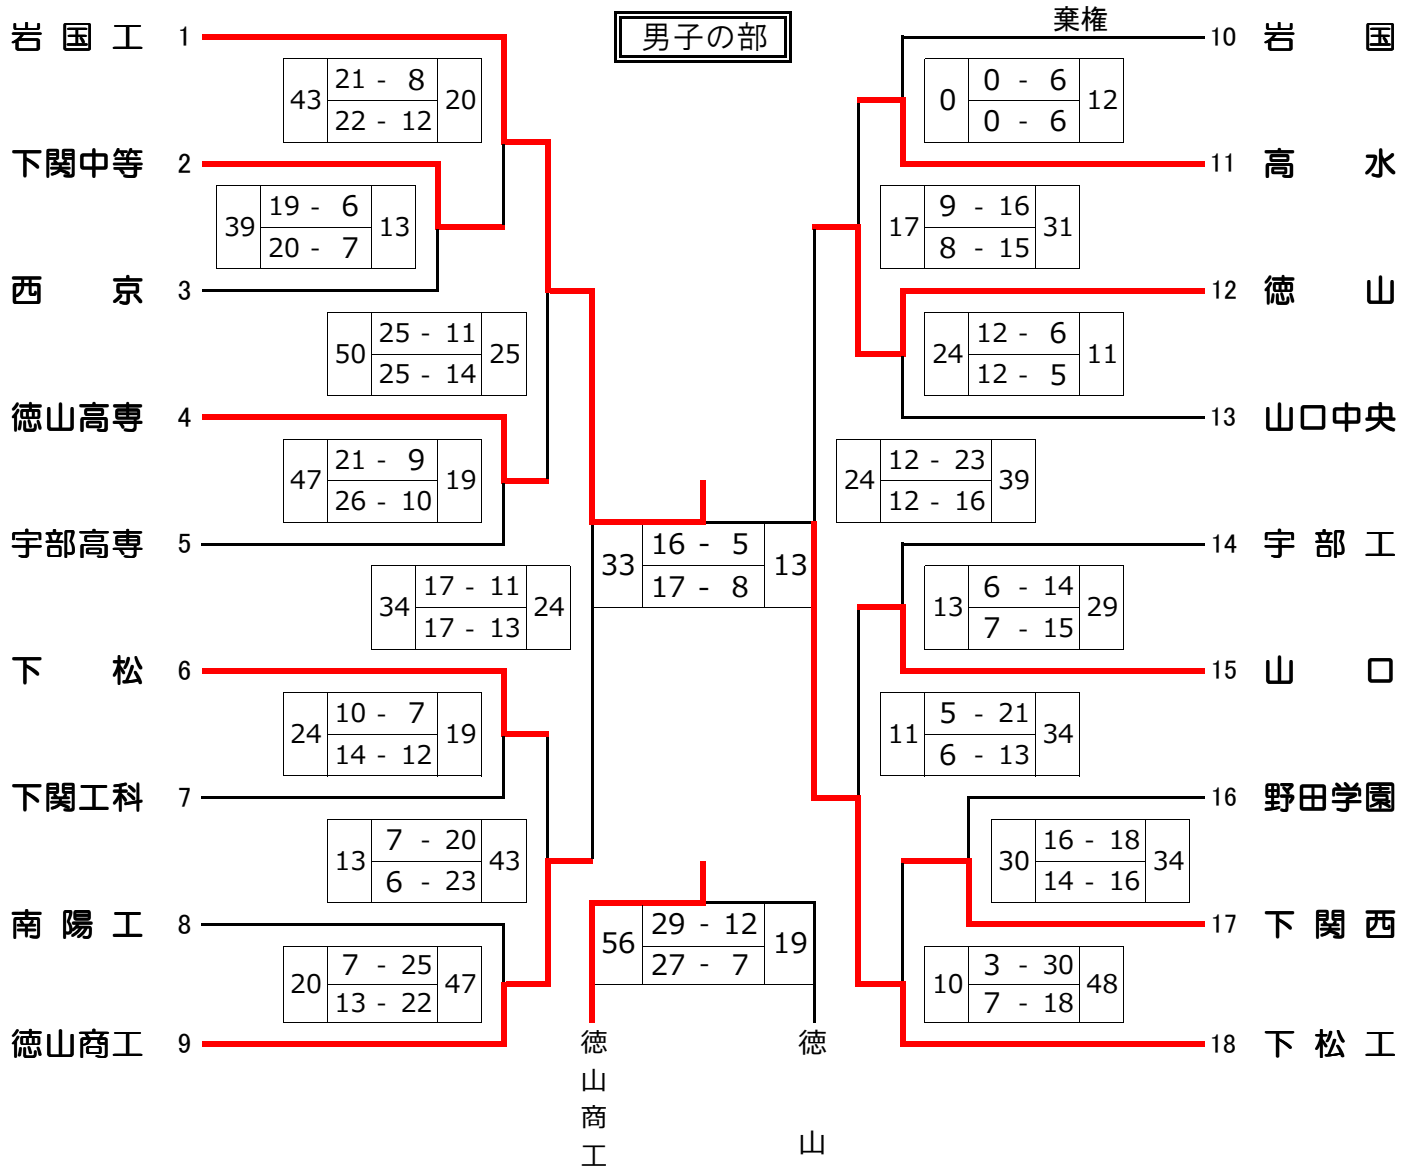 男子の部
岩国工 1
43 21 - 8 20
22 - 12
下関中等 2
39 19 - 6 13
20 - 7
西京 3
50 25 - 11 25
25 - 14
徳山高専 4
47 21 - 9 19
26 - 10
宇部高専 5
34 17 - 11 24
17 - 13
下松 6
24 10 - 7 19
14 - 12
下関工科 7
13 7 - 20 43
6 - 23
南陽工 8
20 7 - 25 47
13 - 22
徳山商工 9
33 16 - 5 13
17 - 8
56 29 - 12 19
27 - 7
徳山商工
徳山
棄権
10 岩国
0 0 - 6 12
0 - 6
11 高水
17 9 - 16 31
8 - 15
12 徳山
24 12 - 6 11
12 - 5
13 山口中央
24 12 - 23 39
12 - 16
14 宇部工
13 6 - 14 29
7 - 15
15 山口
11 5 - 21 34
6 - 13
16 野田学園
30 16 - 18 34
14 - 16
17 下関西
10 3 - 30 48
7 - 18
18 下松工